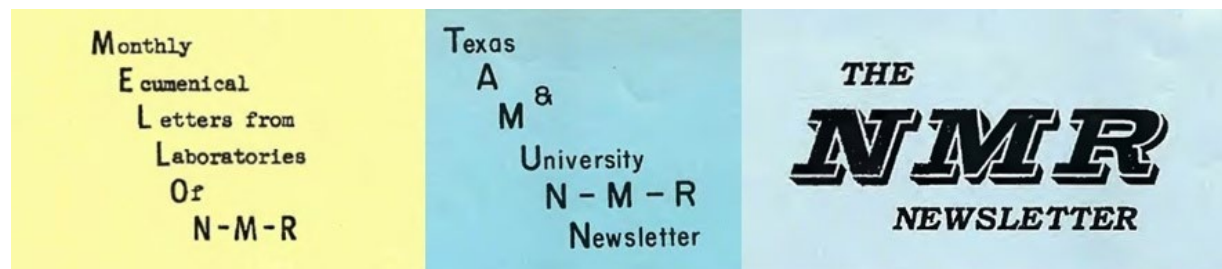 Monthly
Ecumenical
Letters from
Laboratories
Of
N-M-R
Texas
A
&
M
University
N-M-R
Newsletter
THE
NMR
NEWSLETTER